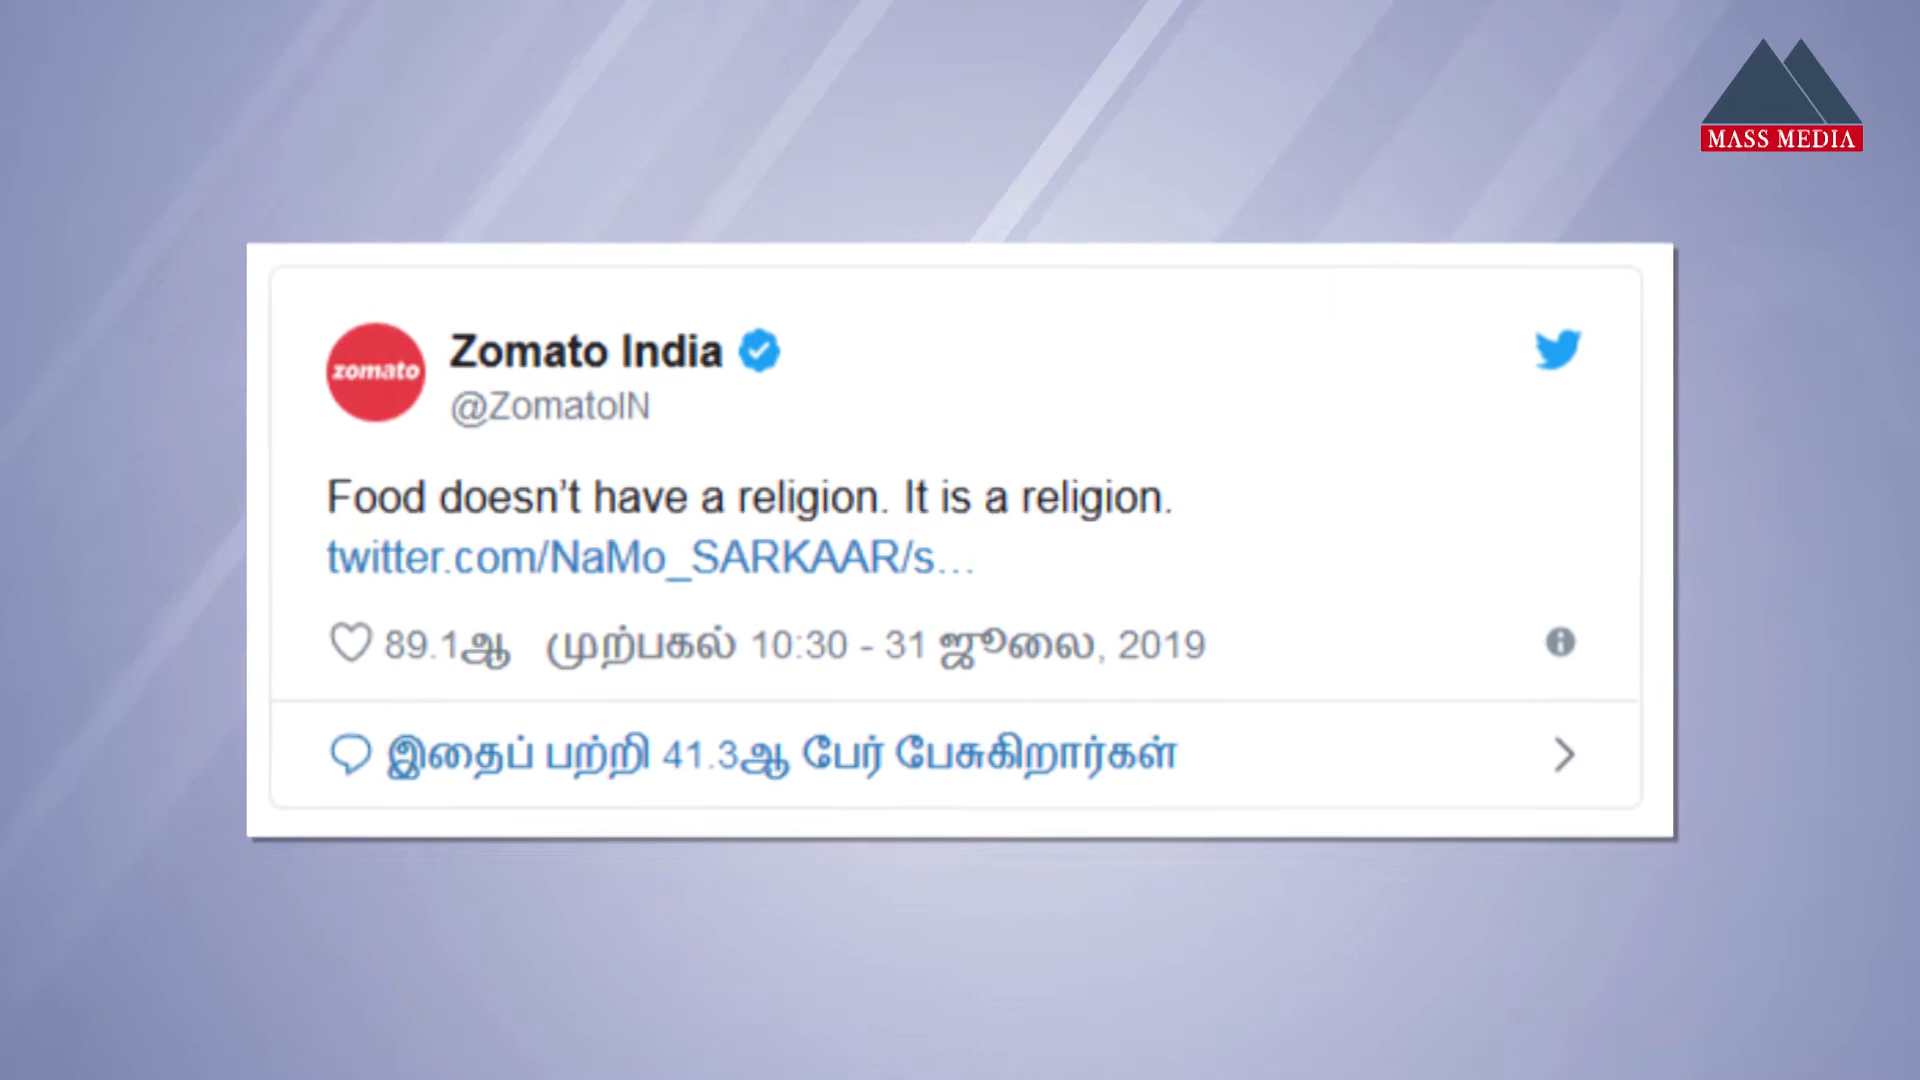 MASS MEDIA
zomato
Zomato India
@ZomatoIN
Food doesn’t have a religion. It is a religion.
twitter.com/NaMo_SARKAAR/s…
89.1ஆ முற்பகல் 10:30 - 31 ஜூலை, 2019
இதைப் பற்றி 41.3ஆ பேர் பேசுகிறார்கள்